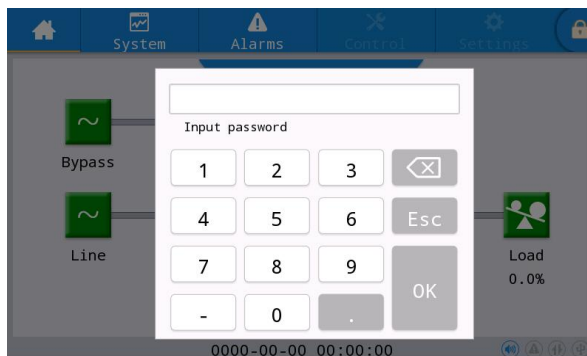 System Alarms Control Settings
Input password
1 2 3
Bypass
4 5 6 Esc
Line
Load
7 8 9
0.0%
OK
- 0 .
0000-00-00 00:00:00